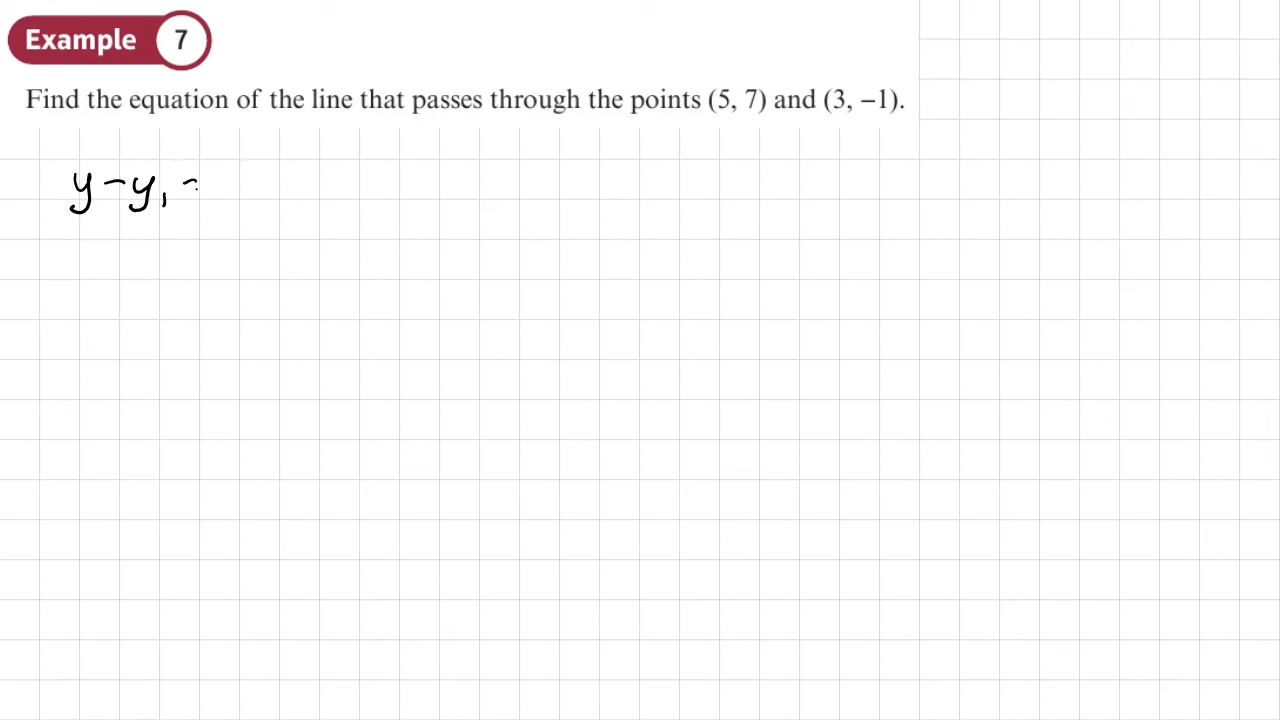 Example 7
Find the equation of the line that passes through the points (5, 7) and (3, −1).
y − y₁ -